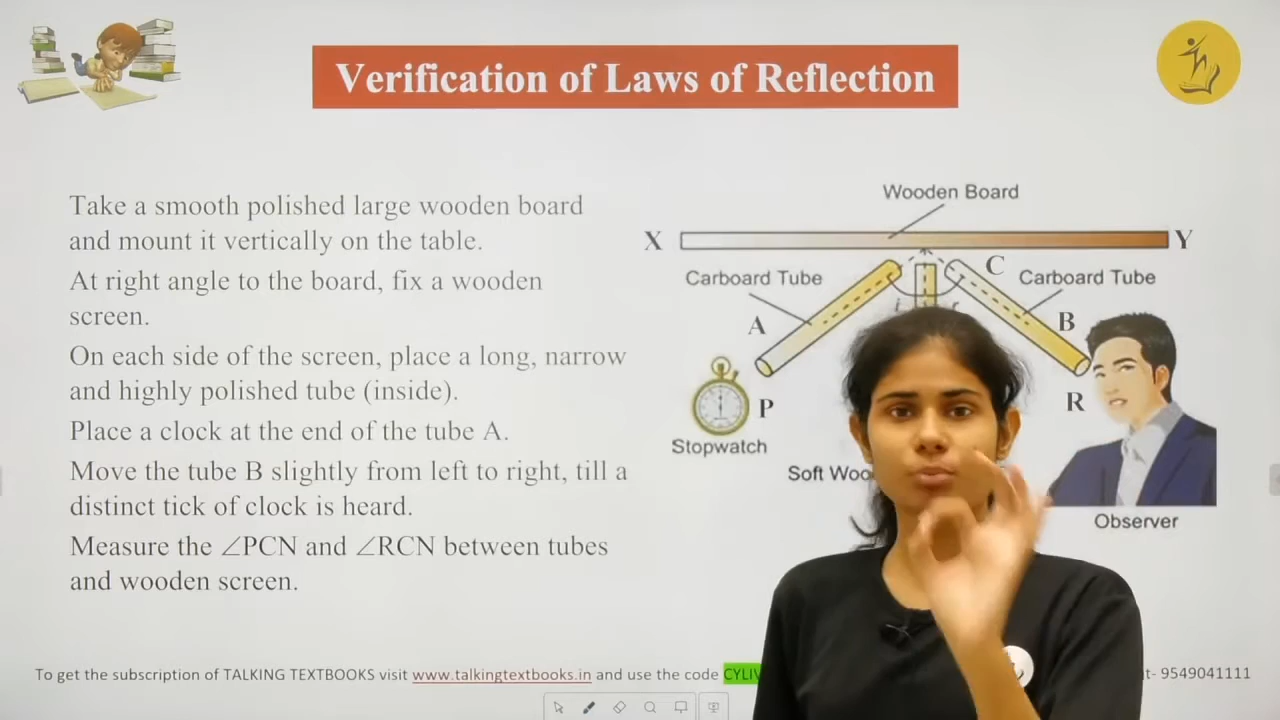 Verification of Laws of Reflection
Take a smooth polished large wooden board
and mount it vertically on the table.
At right angle to the board, fix a wooden
screen.
On each side of the screen, place a long, narrow
and highly polished tube (inside).
Place a clock at the end of the tube A.
Move the tube B slightly from left to right, till a
distinct tick of clock is heard.
Measure the ∠PCN and ∠RCN between tubes
and wooden screen.
Wooden Board
X
Y
C
Carboard Tube
Carboard Tube
i
r
A
B
P
R
Stopwatch
Soft
Observer
To get the subscription of TALKING TEXTBOOKS visit www.talkingtextbooks.in and use the code
9549041111